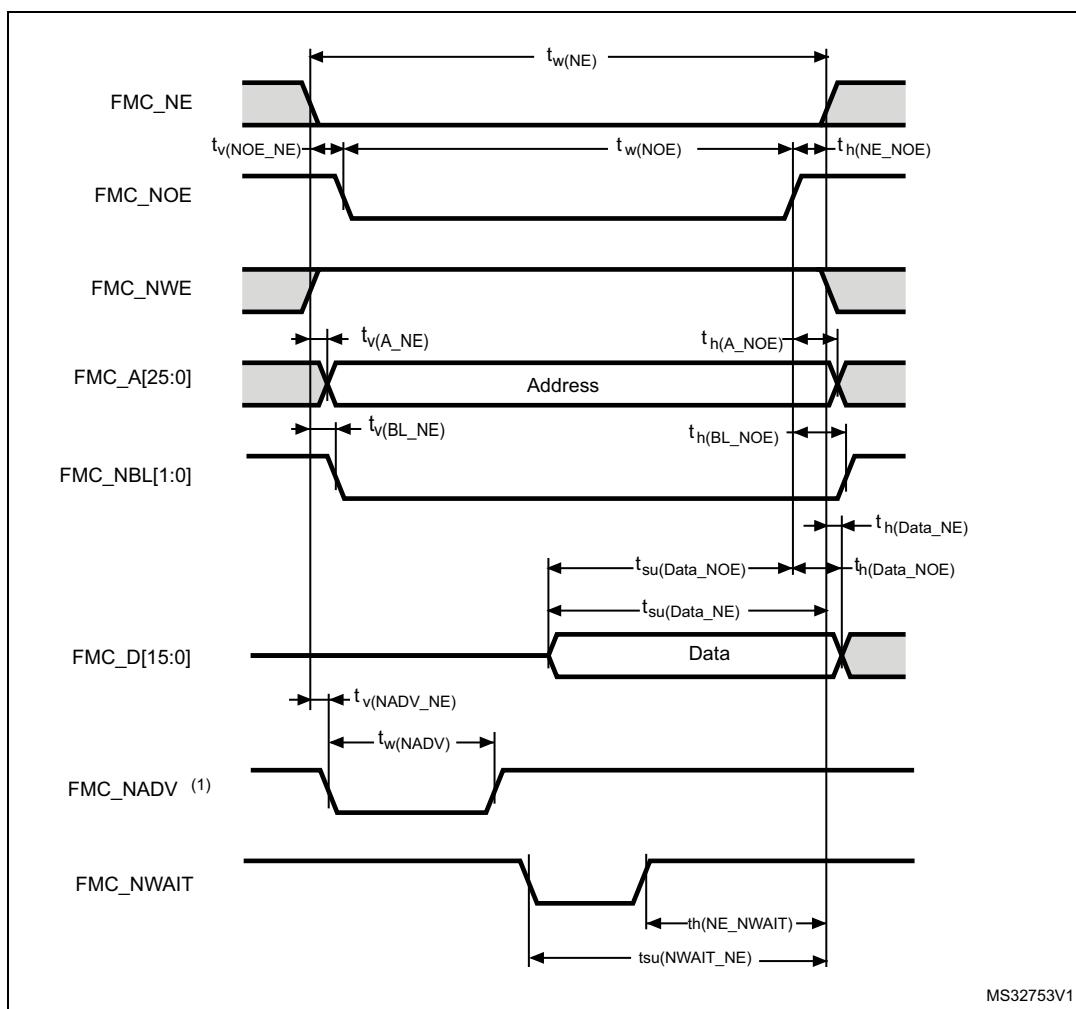 tw(NE)
FMC_NE
tv(NOE_NE)
tw(NOE)
th(NE_NOE)
FMC_NOE
FMC_NWE
tv(A_NE)
th(A_NOE)
FMC_A[25:0]
Address
tv(BL_NE)
th(BL_NOE)
FMC_NBL[1:0]
th(Data_NE)
tsu(Data_NOE)
th(Data_NOE)
tsu(Data_NE)
FMC_D[15:0]
Data
tv(NADV_NE)
tw(NADV)
FMC_NADV (1)
FMC_NWAIT
th(NE_NWAIT)
tsu(NWAIT_NE)
MS32753V1